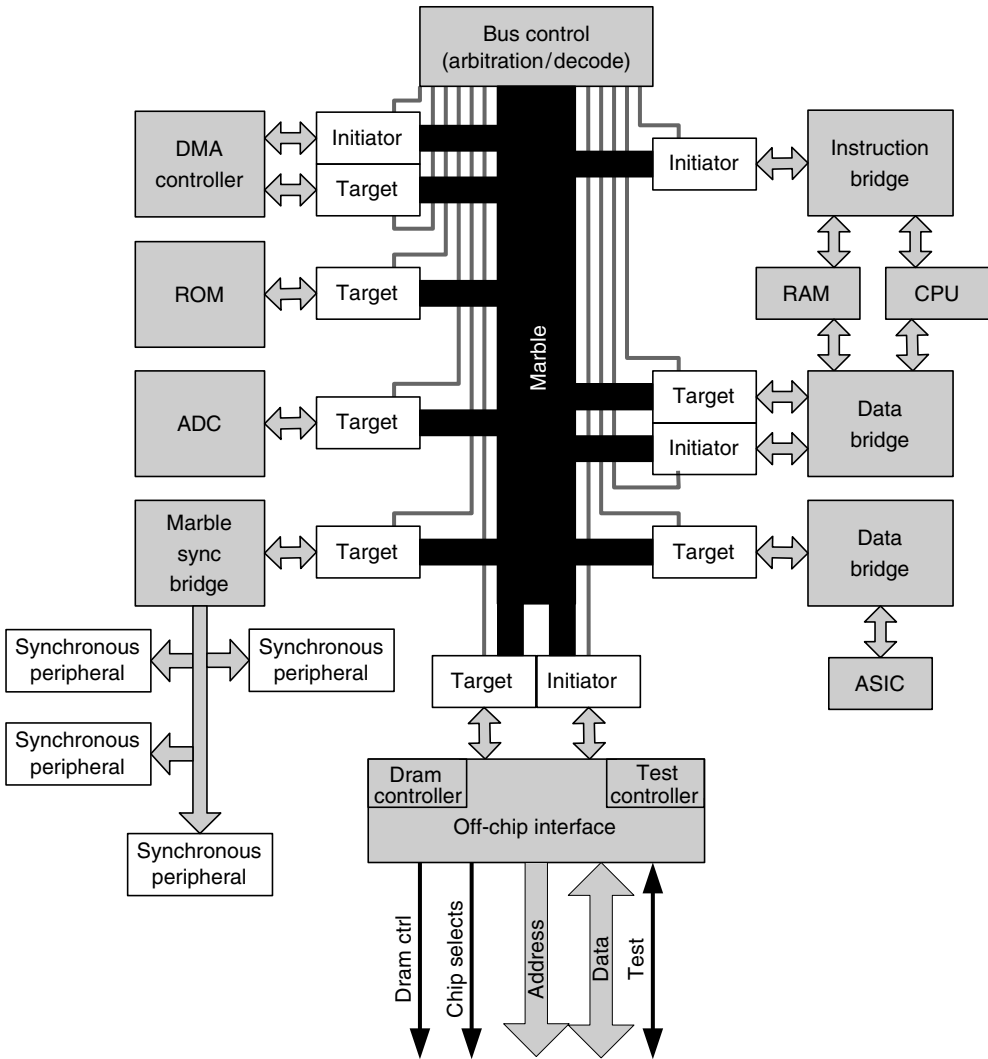 Bus control
(arbitration/decode)
DMA
controller
Initiator
Target
Initiator
Instruction
bridge
ROM
Target
RAM
CPU
Marble
ADC
Target
Target
Initiator
Data
bridge
Marble
sync
bridge
Target
Target
Data
bridge
Synchronous
peripheral
Synchronous
peripheral
Target
Initiator
ASIC
Synchronous
peripheral
Dram
controller
Test
controller
Off-chip interface
Synchronous
peripheral
Dram ctrl
Chip selects
Address
Data
Test